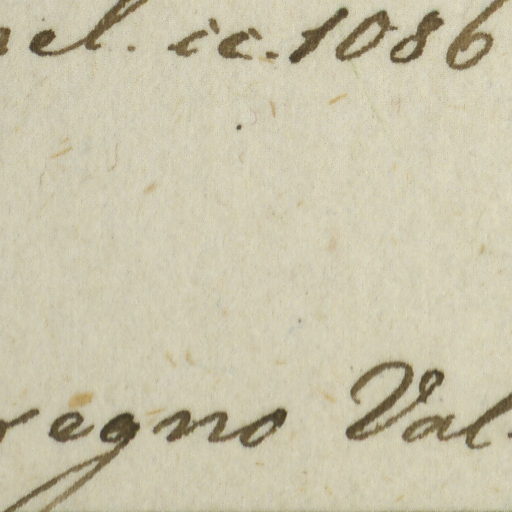 el. ic. 1086
regno Val.